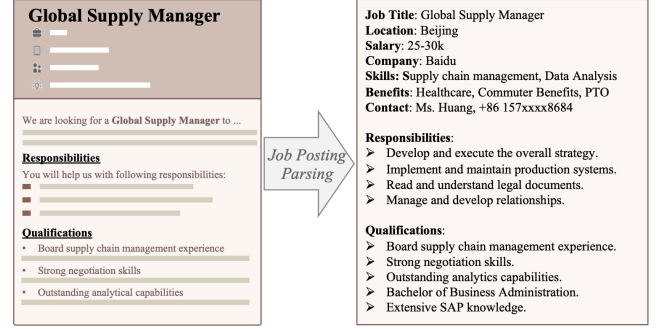 Global Supply Manager
We are looking for a Global Supply Manager to ...
Responsibilities
You will help us with following responsibilities:
Qualifications
• Board supply chain management experience
• Strong negotiation skills
• Outstanding analytical capabilities
Job Posting
Parsing
Job Title: Global Supply Manager
Location: Beijing
Salary: 25-30k
Company: Baidu
Skills: Supply chain management, Data Analysis
Benefits: Healthcare, Commuter Benefits, PTO
Contact: Ms. Huang, +86 157xxxx8684
Responsibilities:
➢ Develop and execute the overall strategy.
➢ Implement and maintain production systems.
➢ Read and understand legal documents.
➢ Manage and develop relationships.
Qualifications:
➢ Board supply chain management experience.
➢ Strong negotiation skills.
➢ Outstanding analytics capabilities.
➢ Bachelor of Business Administration.
➢ Extensive SAP knowledge.